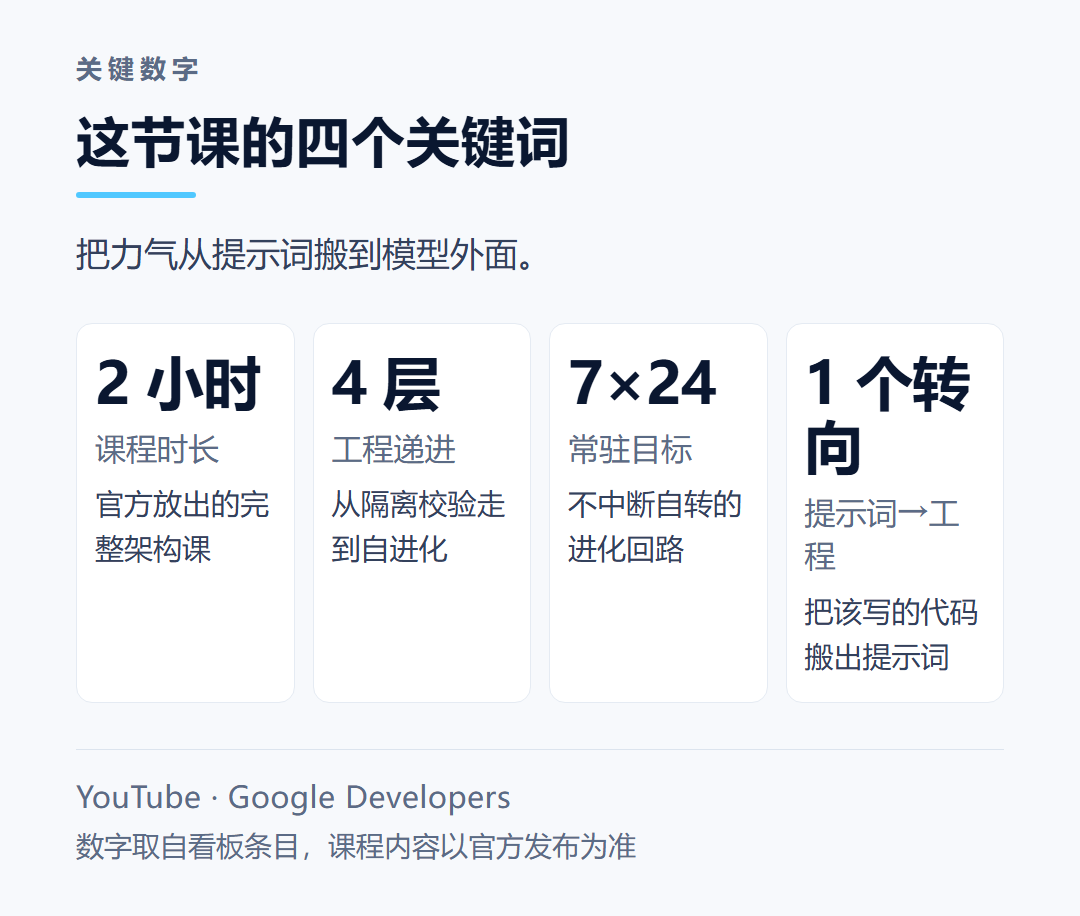 关键数字
这节课的四个关键词
把力气从提示词搬到模型外面。
2 小时
课程时长
官方放出的完
整架构课
4 层
工程递进
从隔离校验走
到自进化
7×24
常驻目标
不中断自转的
进化回路
1 个转
向
提示词→工
程
把该写的代码
搬出提示词
YouTube · Google Developers
数字取自看板条目，课程内容以官方发布为准